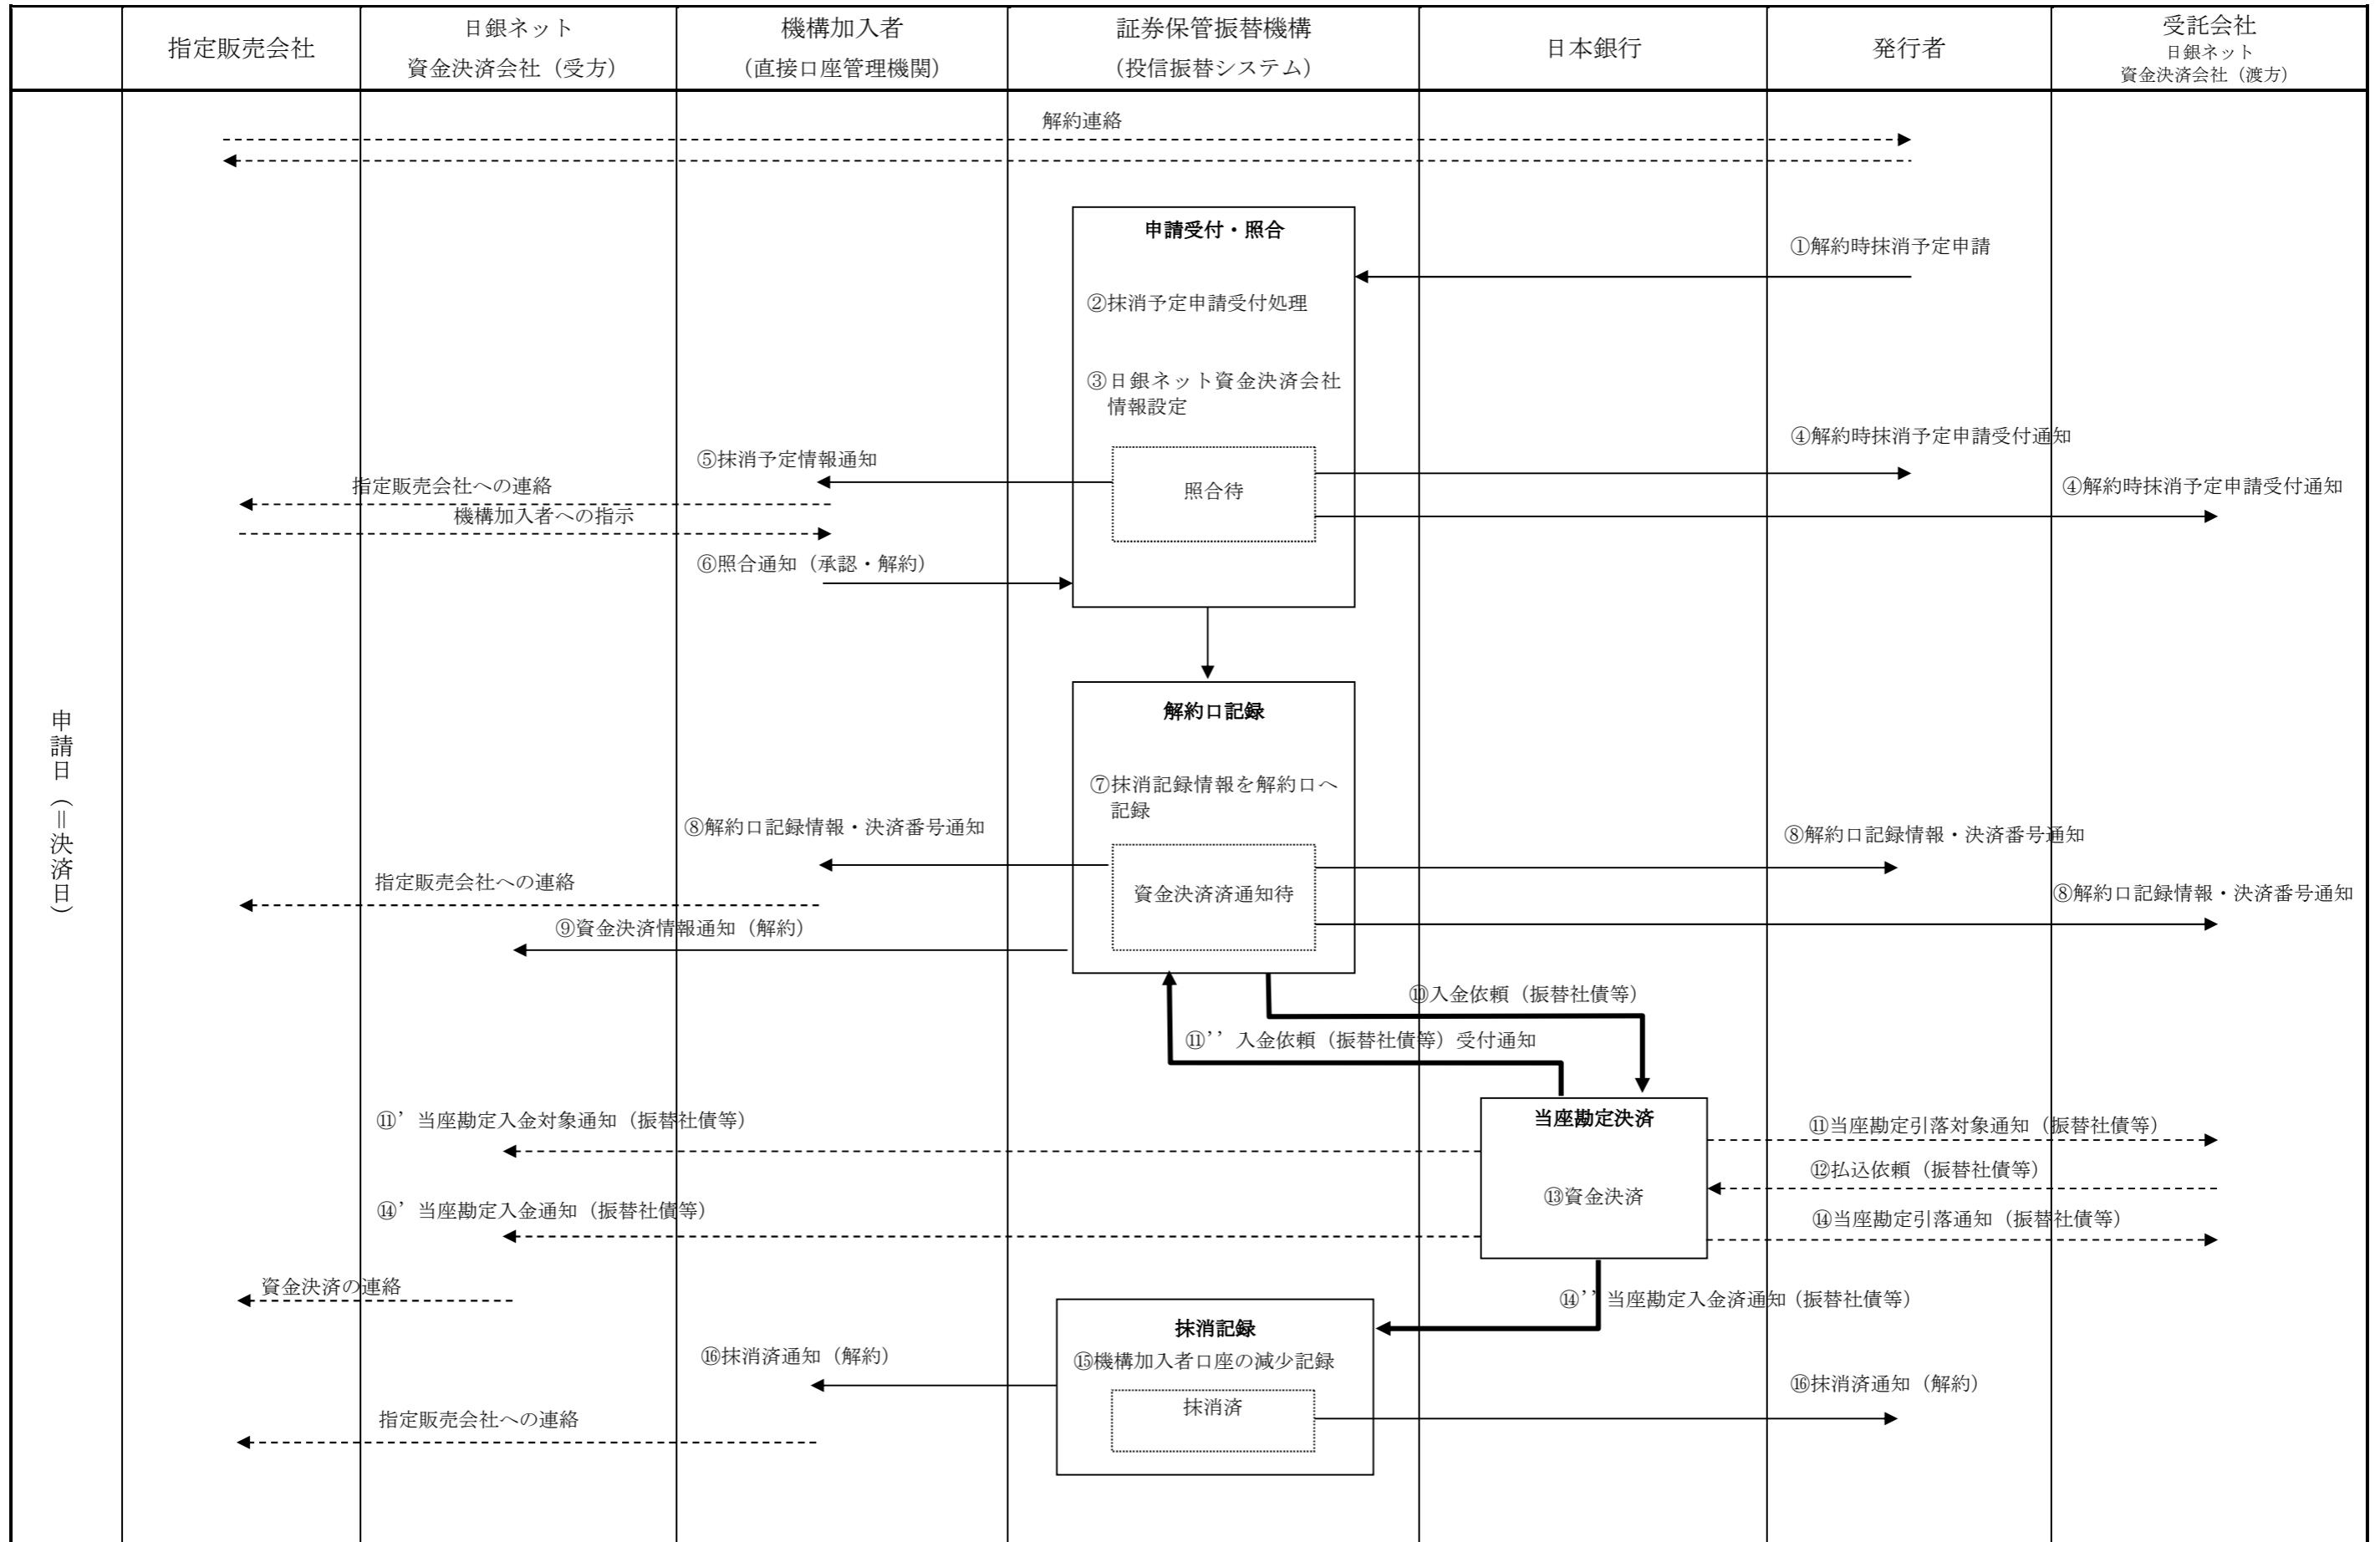 指定販売会社
日銀ネット
資金決済会社（受方）
機構加入者
（直接口座管理機関）
証券保管振替機構
（投信振替システム）
日本銀行
発行者
受託会社
日銀ネット
資金決済会社（渡方）
申請日（＝決済日）
解約連絡
申請受付・照合
①解約時抹消予定申請
②抹消予定申請受付処理
③日銀ネット資金決済会社
情報設定
④解約時抹消予定申請受付通知
⑤抹消予定情報通知
指定販売会社への連絡
照合待
④解約時抹消予定申請受付通知
機構加入者への指示
⑥照合通知（承認・解約）
解約口記録
⑦抹消記録情報を解約口へ
記録
⑧解約口記録情報・決済番号通知
⑧解約口記録情報・決済番号通知
指定販売会社への連絡
資金決済済通知待
⑧解約口記録情報・決済番号通知
⑨資金決済情報通知（解約）
⑩入金依頼（振替社債等）
⑪’’入金依頼（振替社債等）受付通知
当座勘定決済
⑪’当座勘定入金対象通知（振替社債等）
⑪当座勘定引落対象通知（振替社債等）
⑫払込依頼（振替社債等）
⑬資金決済
⑭’当座勘定入金通知（振替社債等）
⑭当座勘定引落通知（振替社債等）
資金決済の連絡
⑭’’当座勘定入金済通知（振替社債等）
抹消記録
⑯抹消済通知（解約）
⑮機構加入者口座の減少記録
⑯抹消済通知（解約）
抹消済
指定販売会社への連絡